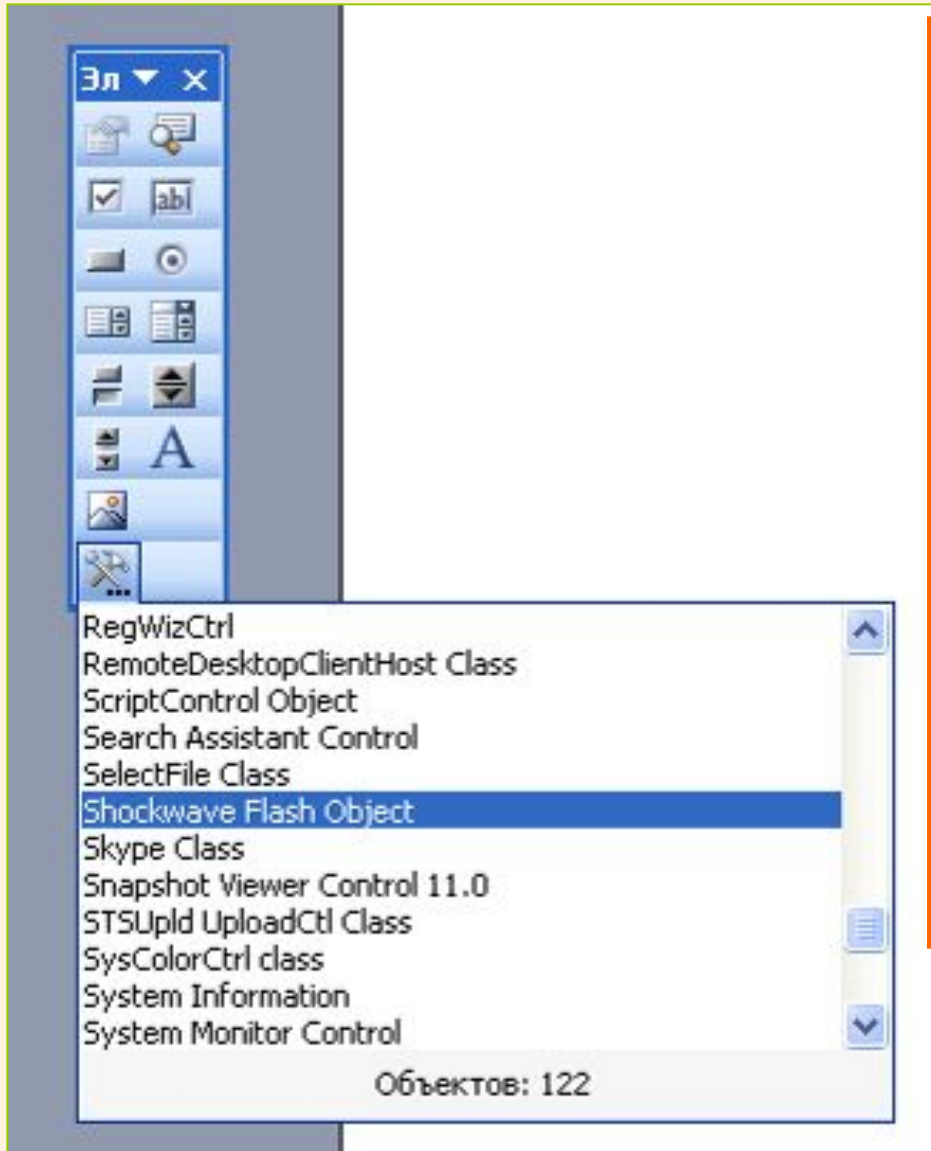 Эл
abl
A
RegWizCtrl
RemoteDesktopClientHost Class
ScriptControl Object
Search Assistant Control
SelectFile Class
Shockwave Flash Object
Skype Class
Snapshot Viewer Control 11.0
STSUpld UploadCtl Class
SysColorCtrl class
System Information
System Monitor Control
Объектов: 122